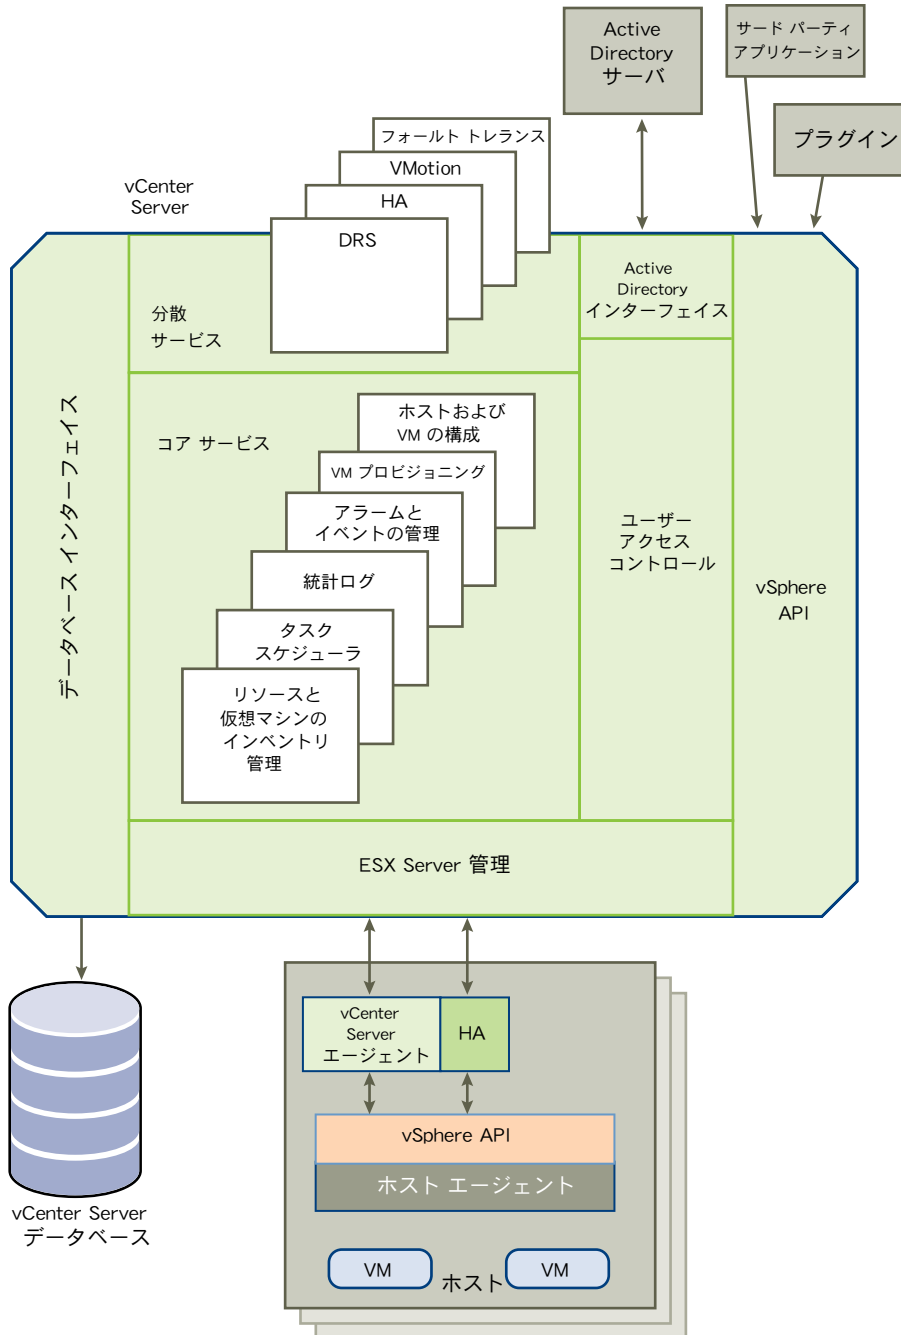 Active
Directory
サーバ
サード パーティ
アプリケーション
プラグイン
フォールト トレランス
VMotion
HA
DRS
vCenter
Server
分散
サービス
Active
Directory
インターフェイス
データベース インターフェイス
コア サービス
ホストおよび
VM の構成
VM プロビジョニング
アラームと
イベントの管理
統計ログ
タスク
スケジューラ
リソースと
仮想マシンの
インベントリ
管理
ユーザー
アクセス
コントロール
vSphere
API
ESX Server 管理
vCenter
Server
エージェント
HA
vSphere API
ホスト エージェント
VM
ホスト
VM
vCenter Server
データベース